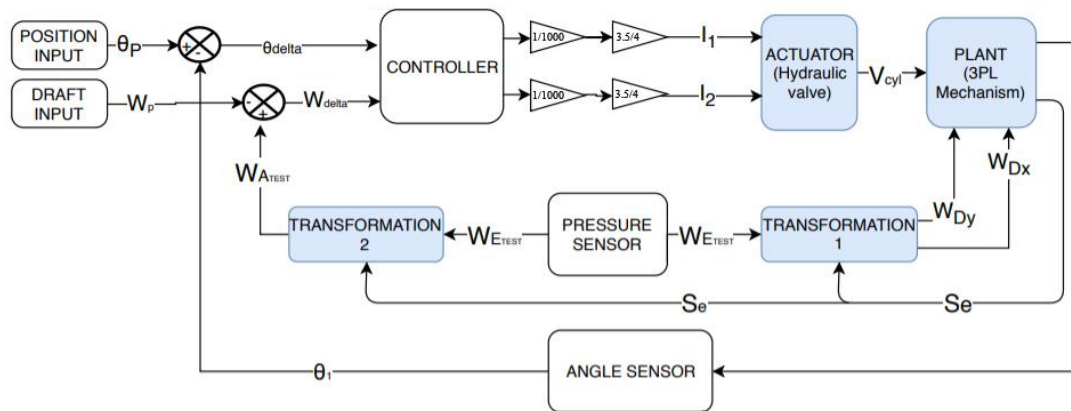 POSITION
INPUT
θP
+
-
θdelta
DRAFT
INPUT
Wp
-
+
Wdelta
CONTROLLER
1/1000
3.5/4
I1
1/1000
3.5/4
I2
ACTUATOR
(Hydraulic
valve)
Vcyl
PLANT
(3PL
Mechanism)
WATEST
TRANSFORMATION
2
WETEST
PRESSURE
SENSOR
WETEST
TRANSFORMATION
1
WDy
WDx
Se
Se
θ1
ANGLE SENSOR